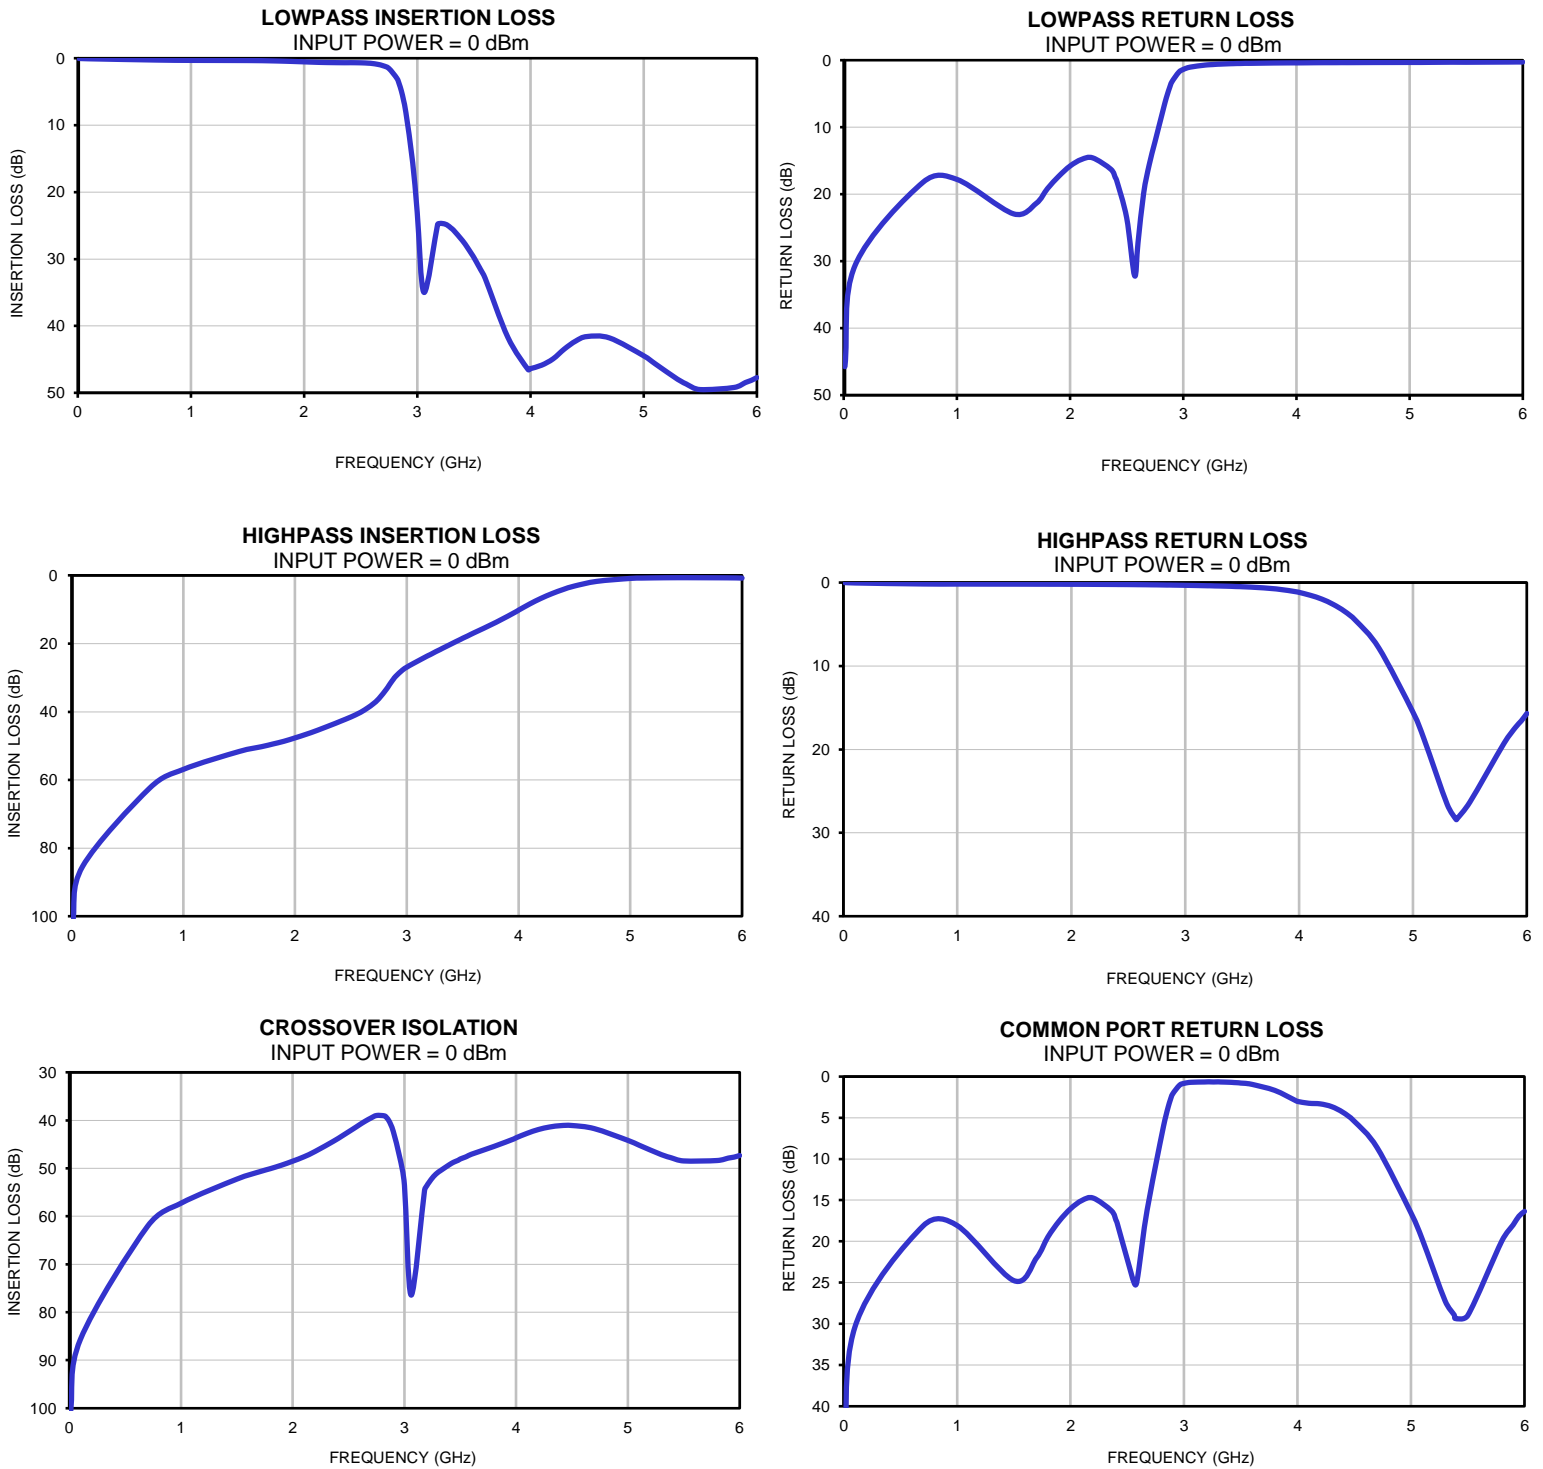 LOWPASS INSERTION LOSS
INPUT POWER = 0 dBm
INSERTION LOSS (dB)
0
10
20
30
40
50
0 1 2 3 4 5 6
FREQUENCY (GHz)
LOWPASS RETURN LOSS
INPUT POWER = 0 dBm
RETURN LOSS (dB)
0
10
20
30
40
50
0 1 2 3 4 5 6
FREQUENCY (GHz)
HIGHPASS INSERTION LOSS
INPUT POWER = 0 dBm
INSERTION LOSS (dB)
0
20
40
60
80
100
0 1 2 3 4 5 6
FREQUENCY (GHz)
HIGHPASS RETURN LOSS
INPUT POWER = 0 dBm
RETURN LOSS (dB)
0
10
20
30
40
0 1 2 3 4 5 6
FREQUENCY (GHz)
CROSSOVER ISOLATION
INPUT POWER = 0 dBm
INSERTION LOSS (dB)
30
40
50
60
70
80
90
100
0 1 2 3 4 5 6
FREQUENCY (GHz)
COMMON PORT RETURN LOSS
INPUT POWER = 0 dBm
RETURN LOSS (dB)
0
5
10
15
20
25
30
35
40
0 1 2 3 4 5 6
FREQUENCY (GHz)